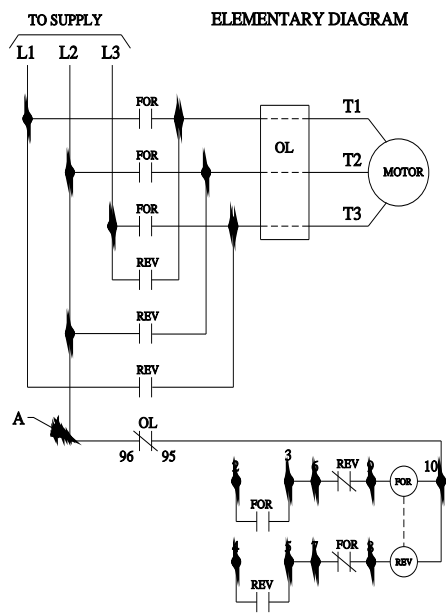 TO SUPPLY
ELEMENTARY DIAGRAM
L1 L2 L3
FOR
T1
OL
FOR
T2
MOTOR
FOR
T3
REV
REV
REV
A
OL
96 95
2 3 6 REV 9 10
FOR
FOR
4 5 7 FOR 8
REV
REV